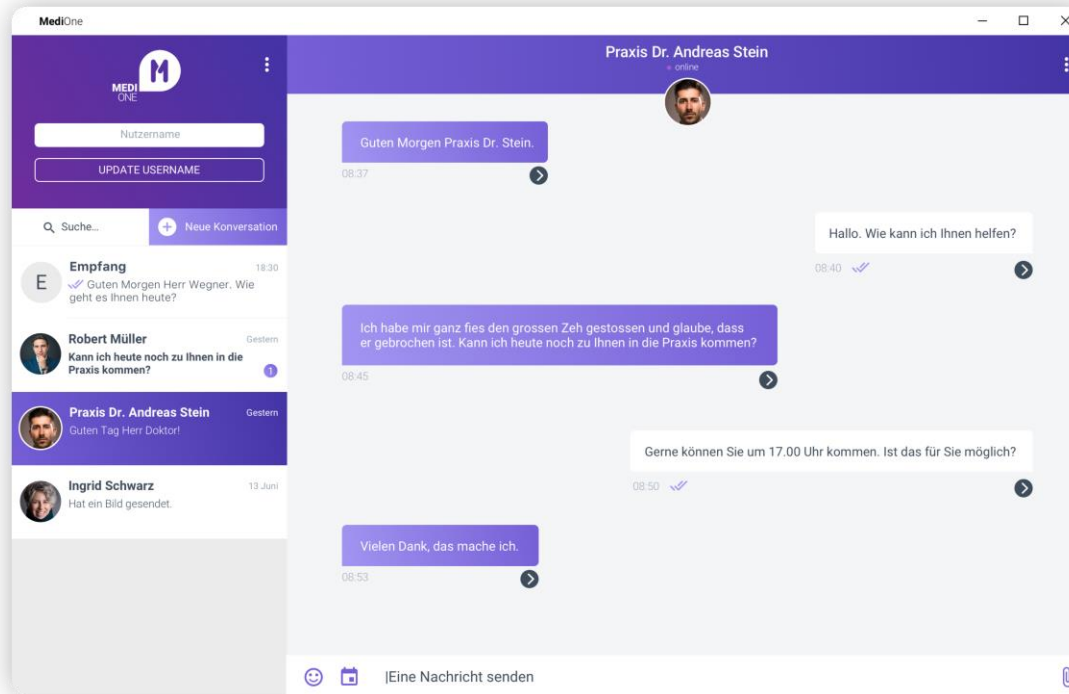 MediOne
M
MEDI
ONE
Nutzername
UPDATE USERNAME
Suche...
Neue Konversation
E
Empfang
18:30
Guten Morgen Herr Wegner. Wie
geht es Ihnen heute?
Robert Müller
Gestern
Kann ich heute noch zu Ihnen in die
Praxis kommen?
1
Praxis Dr. Andreas Stein
Gestern
Guten Tag Herr Doktor!
Ingrid Schwarz
13 Juni
Hat ein Bild gesendet.
Praxis Dr. Andreas Stein
online
Guten Morgen Praxis Dr. Stein.
08:37
Hallo. Wie kann ich Ihnen helfen?
08:40
Ich habe mir ganz fies den grossen Zeh gestossen und glaube, dass
er gebrochen ist. Kann ich heute noch zu Ihnen in die Praxis kommen?
08:45
Gerne können Sie um 17.00 Uhr kommen. Ist das für Sie möglich?
08:50
Vielen Dank, das mache ich.
08:53
|Eine Nachricht senden